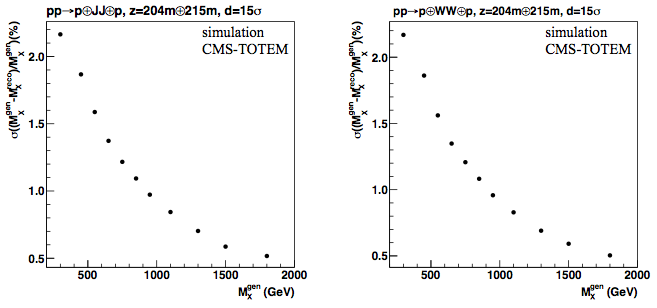 pp→p⊕JJ⊕p, z=204m⊕215m, d=15σ
simulation
CMS-TOTEM
σ((M_X^gen-M_X^reco)/M_X^gen)(%)
2.0
1.5
1.0
0.5
500 1000 1500 2000
M_X^gen (GeV)
pp→p⊕WW⊕p, z=204m⊕215m, d=15σ
simulation
CMS-TOTEM
σ((M_X^gen-M_X^reco)/M_X^gen)(%)
2.0
1.5
1.0
0.5
500 1000 1500 2000
M_X^gen (GeV)